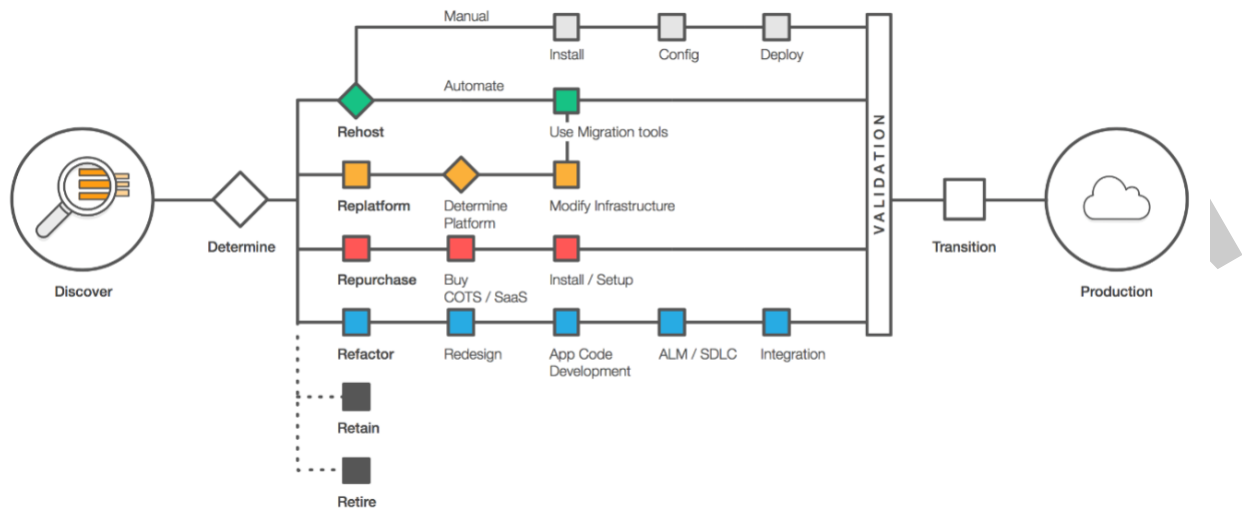 Manual
Install
Config
Deploy
Automate
Rehost
Use Migration tools
Replatform
Determine
Platform
Modify Infrastructure
Repurchase
Buy
COTS / SaaS
Install / Setup
Refactor
Redesign
App Code
Development
ALM / SDLC
Integration
Retain
Retire
Discover
Determine
VALIDATION
Transition
Production